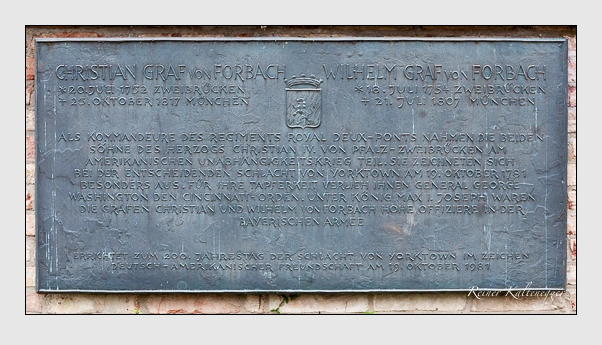 CHRISTIAN GRAF VON FORBACH
*20. JULI 1752 ZWEIBRÜCKEN
+ 25. OKTOBER 1817 MÜNCHEN
WILHELM GRAF VON FORBACH
*18. JULI 1754 ZWEIBRÜCKEN
+ 21. JULI 1807 MÜNCHEN
ALS KOMMANDEURE DES REGIMENTS ROYAL DEUX-PONTS NAHMEN DIE BEIDEN
SÖHNE DES HERZOGS CHRISTIAN IV. VON PFALZ-ZWEIBRÜCKEN AM
AMERIKANISCHEN UNABHÄNGIGKEITSKRIEG TEIL. SIE ZEICHNETEN SICH
BEI DER ENTSCHEIDENDEN SCHLACHT VON YORKTOWN AM 19. OKTOBER 1781
BESONDERS AUS. FÜR IHRE TAPFERKEIT VERLIEH IHNEN GENERAL GEORGE
WASHINGTON DEN CINCINNATI-ORDEN. UNTER KÖNIG MAX I. JOSEPH WAREN
DIE GRAFEN CHRISTIAN UND WILHELM VON FORBACH HOHE OFFIZIERE IN DER
BAYERISCHEN ARMEE
ERRICHTET ZUM 200. JAHRESTAG DER SCHLACHT VON YORKTOWN IM ZEICHEN
DEUTSCH-AMERIKANISCHER FREUNDSCHAFT AM 19. OKTOBER 1981
Reiner Kaltenegger